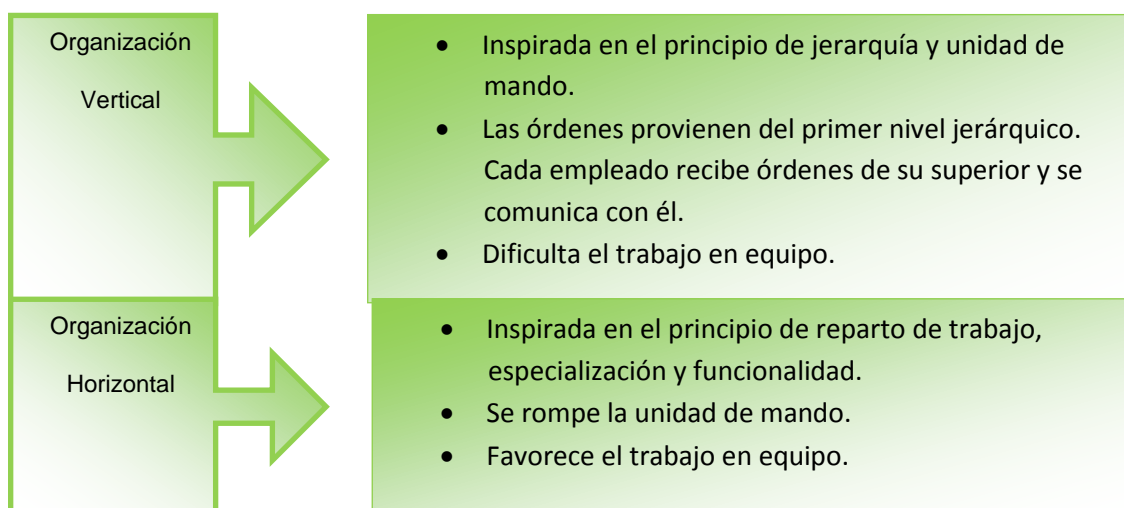 Organización
Vertical
• Inspirada en el principio de jerarquía y unidad de
mando.
• Las órdenes provienen del primer nivel jerárquico.
Cada empleado recibe órdenes de su superior y se
comunica con él.
• Dificulta el trabajo en equipo.
Organización
Horizontal
• Inspirada en el principio de reparto de trabajo,
especialización y funcionalidad.
• Se rompe la unidad de mando.
• Favorece el trabajo en equipo.